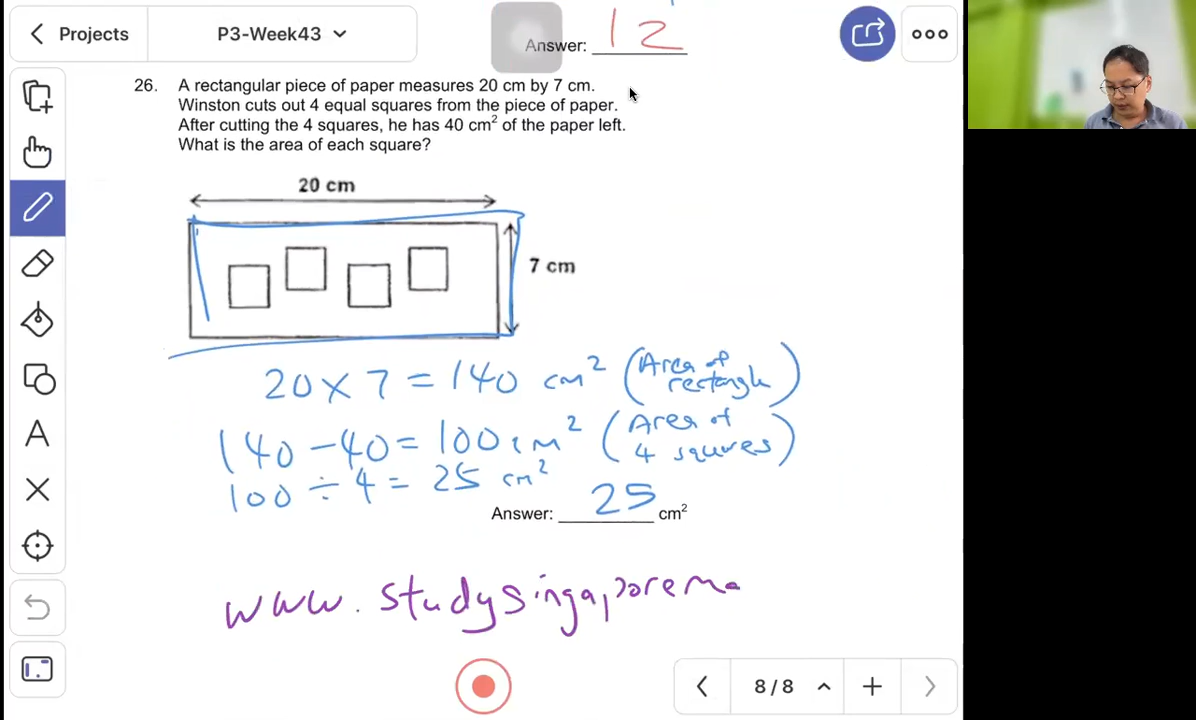 Projects
P3-Week43
Answer: 12
26. A rectangular piece of paper measures 20 cm by 7 cm.
Winston cuts out 4 equal squares from the piece of paper.
After cutting the 4 squares, he has 40 cm² of the paper left.
What is the area of each square?
20 cm
7 cm
20 × 7 = 140 cm² (Area of
rectangle)
140 - 40 = 100 cm² (Area of
4 squares)
100 ÷ 4 = 25 cm²
Answer: 25 cm²
www.studysingaporema
8/8